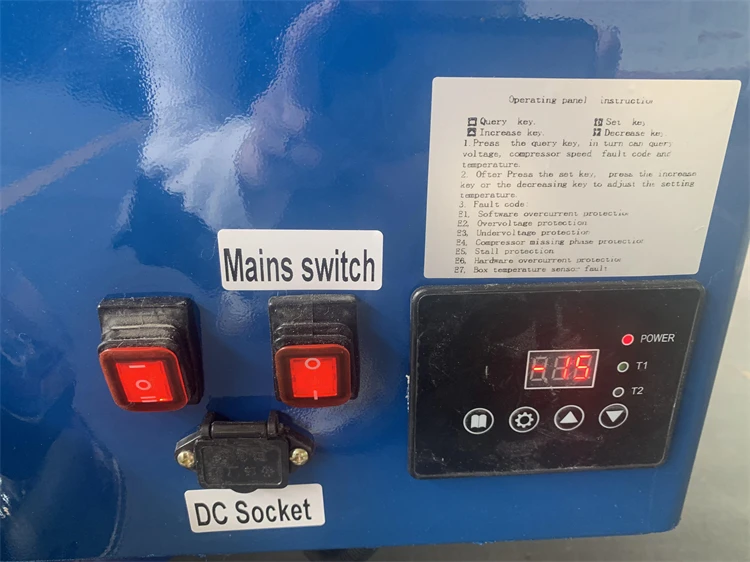 Operating panel instruction
Query key. Set key
Increase key. Decrease key.
1.Press the query key, in turn can query
voltage, compressor speed fault code and
temperature.
2. Ofter Press the set key, press the increase
key or the decreasing key to adjust the setting
temperature.
3. Fault code:
E1. Software overcurrent protection
E2. Overvoltage protection
E3. Undervoltage protection
E4. Compressor missing phase protection
E5. Stall protection
E6. Hardware overcurrent protection
E7. Box temperature sensor fault
Mains switch
POWER
-15
T1
T2
DC Socket